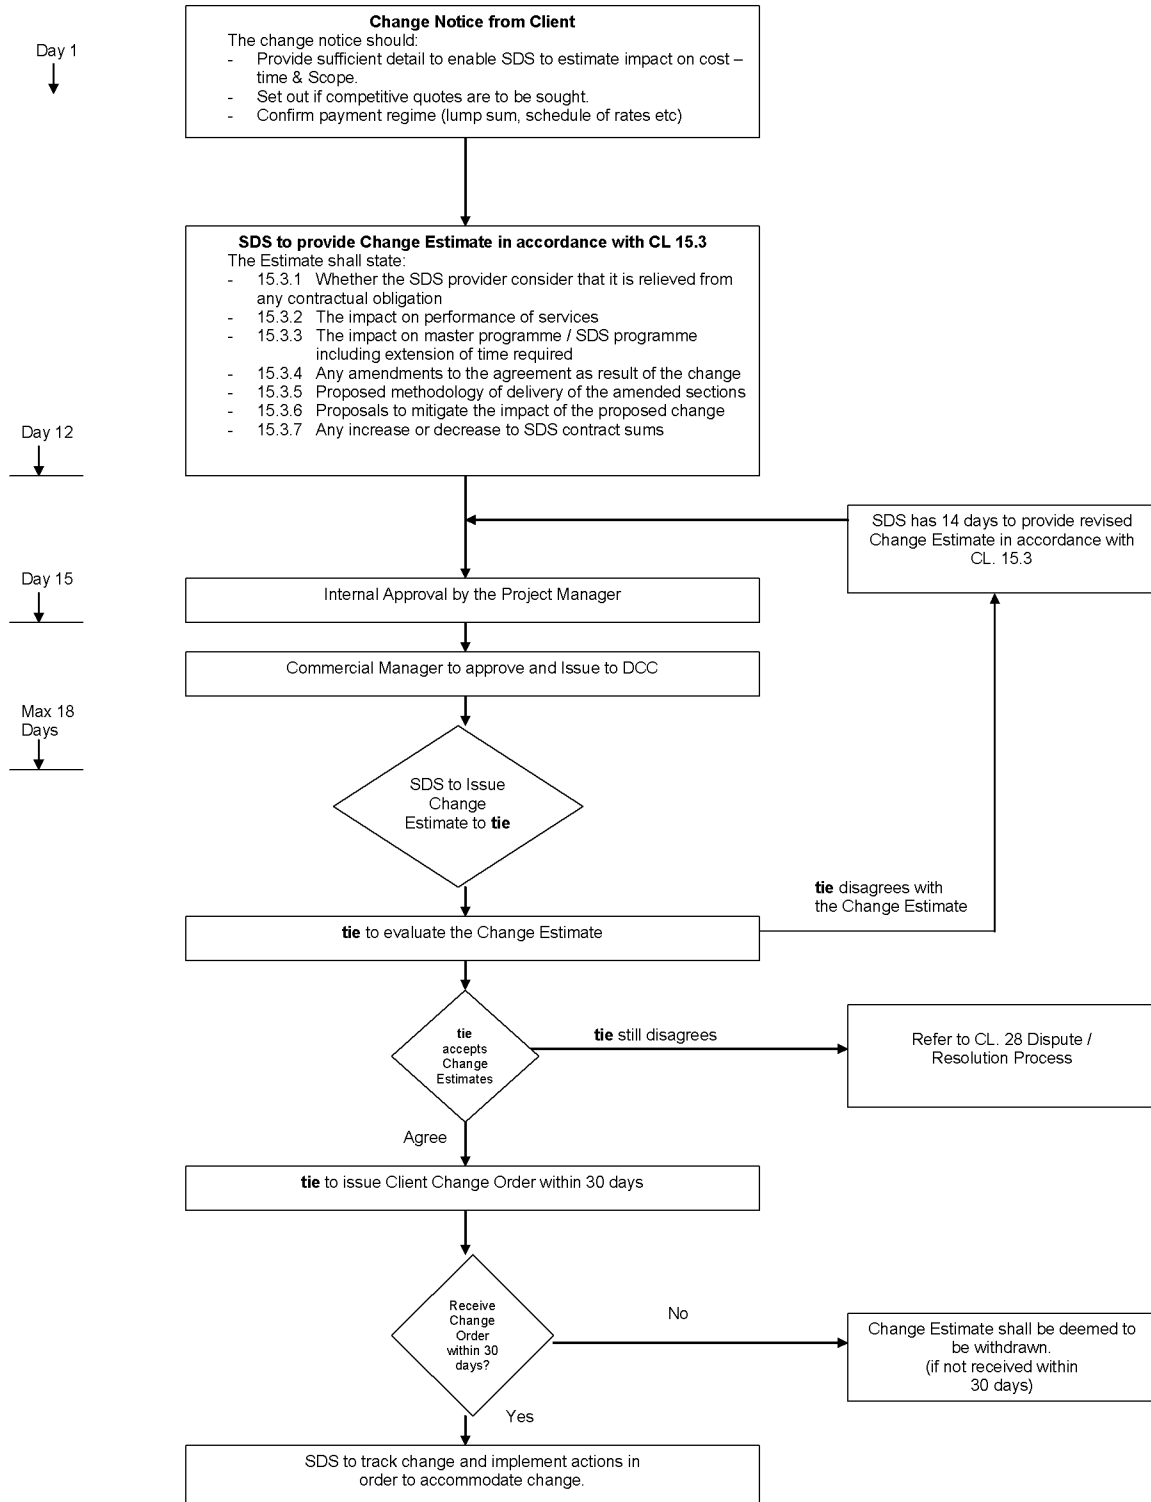 Change Notice from Client
The change notice should:
- Provide sufficient detail to enable SDS to estimate impact on cost –
time & Scope.
- Set out if competitive quotes are to be sought.
- Confirm payment regime (lump sum, schedule of rates etc)
Day 1
SDS to provide Change Estimate in accordance with CL 15.3
The Estimate shall state:
- 15.3.1 Whether the SDS provider consider that it is relieved from
any contractual obligation
- 15.3.2 The impact on performance of services
- 15.3.3 The impact on master programme / SDS programme
including extension of time required
- 15.3.4 Any amendments to the agreement as result of the change
- 15.3.5 Proposed methodology of delivery of the amended sections
- 15.3.6 Proposals to mitigate the impact of the proposed change
- 15.3.7 Any increase or decrease to SDS contract sums
Day 12
SDS has 14 days to provide revised
Change Estimate in accordance with
CL. 15.3
Day 15
Internal Approval by the Project Manager
Commercial Manager to approve and Issue to DCC
Max 18
Days
SDS to Issue
Change
Estimate to tie
tie disagrees with
the Change Estimate
tie to evaluate the Change Estimate
tie
accepts
Change
Estimates
tie still disagrees
Refer to CL. 28 Dispute /
Resolution Process
Agree
tie to issue Client Change Order within 30 days
Receive
Change
Order
within 30
days?
No
Change Estimate shall be deemed to
be withdrawn.
(if not received within
30 days)
Yes
SDS to track change and implement actions in
order to accommodate change.